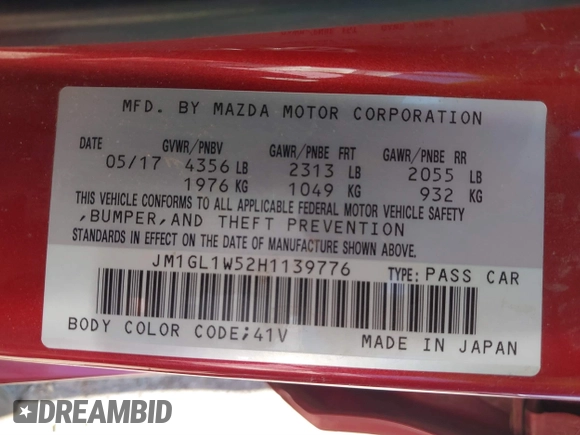 MFD. BY MAZDA MOTOR CORPORATION
DATE GVWR/PNBV GAWR/PNBE FRT GAWR/PNBE RR
05/17 4356 LB 2313 LB 2055 LB
1976 KG 1049 KG 932 KG
THIS VEHICLE CONFORMS TO ALL APPLICABLE FEDERAL MOTOR VEHICLE SAFETY
,BUMPER,AND THEFT PREVENTION
STANDARDS IN EFFECT ON THE DATE OF MANUFACTURE SHOWN ABOVE.
JM1GL1W52H1139776 TYPE: PASS CAR
BODY COLOR CODE;41V MADE IN JAPAN
DREAMBID